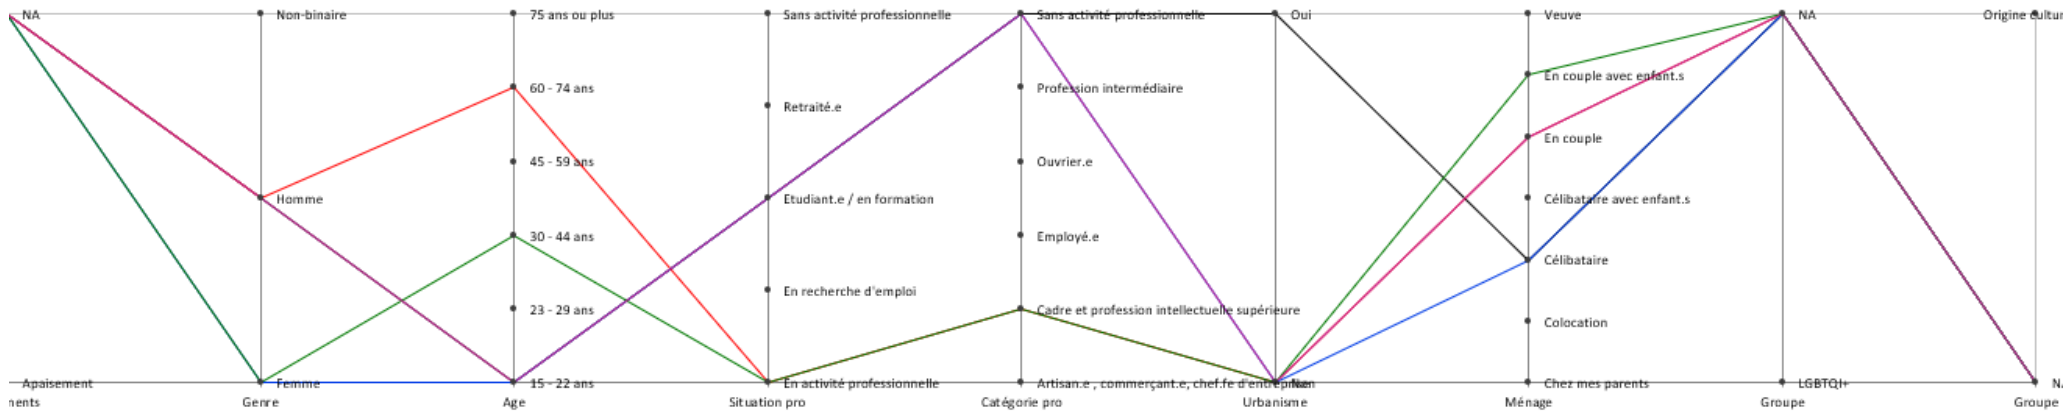 NA
Apaisement
Non-binaire
Homme
Femme
Genre
75 ans ou plus
60 - 74 ans
45 - 59 ans
30 - 44 ans
23 - 29 ans
15 - 22 ans
Age
Sans activité professionnelle
Retraité.e
Etudiant.e / en formation
En recherche d'emploi
En activité professionnelle
Situation pro
Sans activité professionnelle
Profession intermédiaire
Ouvrier.e
Employé.e
Cadre et profession intellectuelle supérieure
Artisan.e , commerçant.e, chef.fe d'entreprise
Catégorie pro
Oui
Non
Urbanisme
Veuve
En couple avec enfant.s
En couple
Célibataire avec enfant.s
Célibataire
Colocation
Chez mes parents
Ménage
NA
LGBTQI+
Groupe
Origine
Groupe